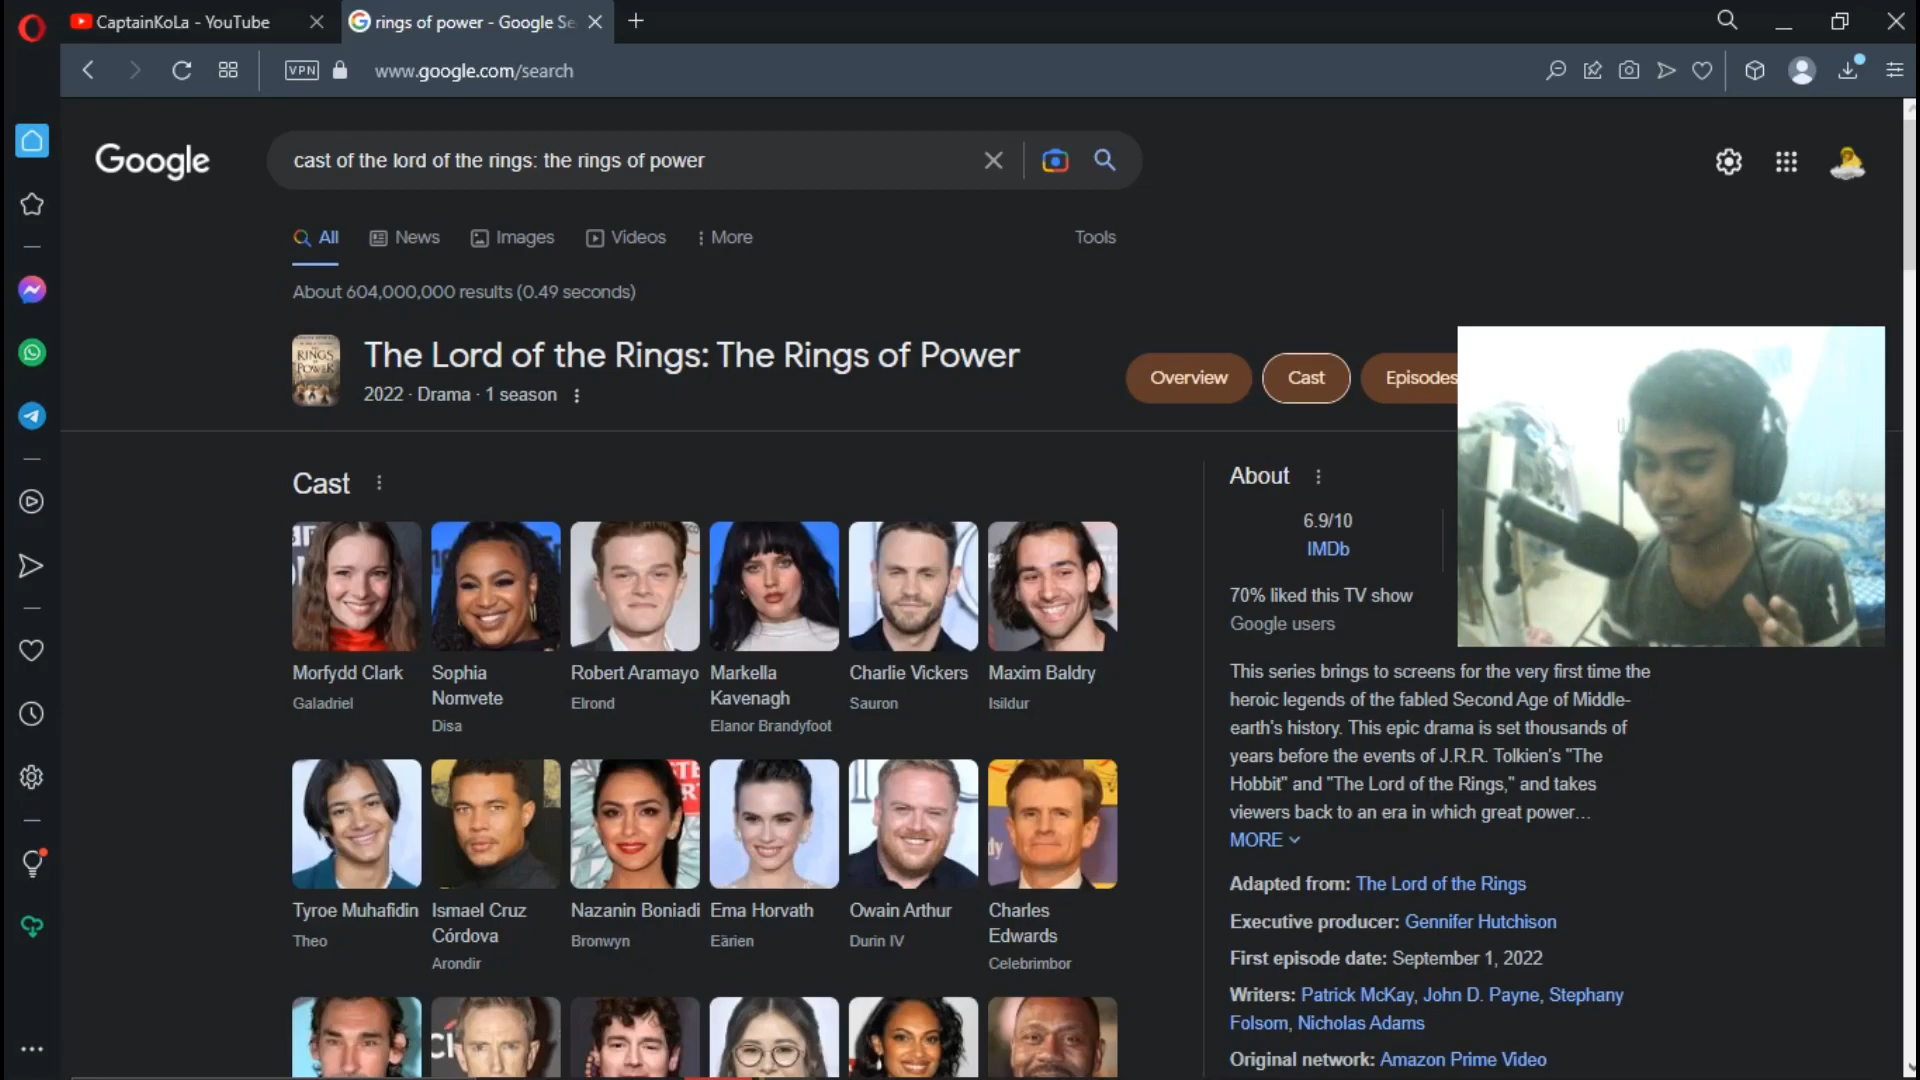 CaptainKoLa - YouTube
rings of power - Google Se
VPN
www.google.com/search
Google
cast of the lord of the rings: the rings of power
All
News
Images
Videos
More
Tools
About 604,000,000 results (0.49 seconds)
RINGS
POWER
The Lord of the Rings: The Rings of Power
2022 · Drama · 1 season
Overview
Cast
Episodes
Cast
Morfydd Clark
Galadriel
Sophia
Nomvete
Disa
Robert Aramayo
Elrond
Markella
Kavenagh
Elanor Brandyfoot
Charlie Vickers
Sauron
Maxim Baldry
Isildur
Tyroe Muhafidin
Theo
Ismael Cruz
Córdova
Arondir
Nazanin Boniadi
Bronwyn
Ema Horvath
Eärien
Owain Arthur
Durin IV
Charles
Edwards
Celebrimbor
About
6.9/10
IMDb
70% liked this TV show
Google users
This series brings to screens for the very first time the
heroic legends of the fabled Second Age of Middle-
earth's history. This epic drama is set thousands of
years before the events of J.R.R. Tolkien's "The
Hobbit" and "The Lord of the Rings," and takes
viewers back to an era in which great power...
MORE
Adapted from: The Lord of the Rings
Executive producer: Gennifer Hutchison
First episode date: September 1, 2022
Writers: Patrick McKay, John D. Payne, Stephany
Folsom, Nicholas Adams
Original network: Amazon Prime Video